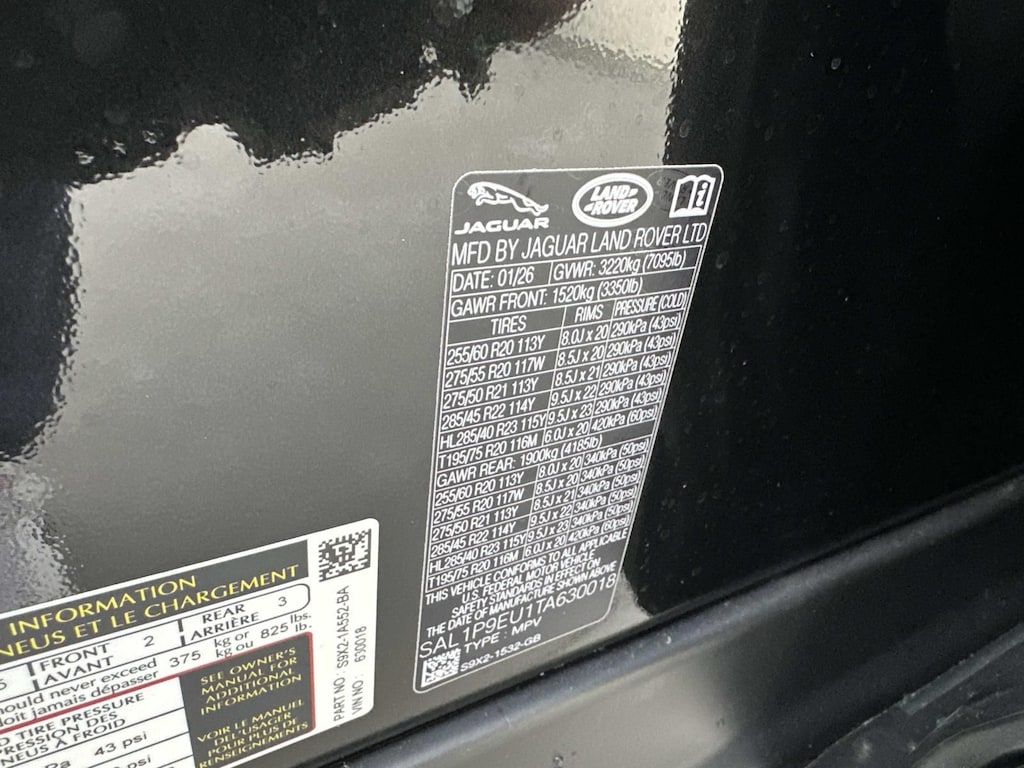 JAGUAR
LAND ROVER
i
MFD BY JAGUAR LAND ROVER LTD
DATE: 01/26 GVWR: 3220kg (7095lb)
GAWR FRONT: 1520kg (3350lb)
TIRES RIMS PRESSURE (COLD)
255/60 R20 113Y 8.0J x 20 290kPa (43psi)
275/55 R20 117W 8.5J x 20 290kPa (43psi)
275/50 R21 113Y 8.5J x 21 290kPa (43psi)
285/45 R22 114Y 9.5J x 22 290kPa (43psi)
HL285/40 R23 115Y 9.5J x 23 290kPa (43psi)
T195/75 R20 116M 6.0J x 20 420kPa (60psi)
GAWR REAR: 1900kg (4185lb)
255/60 R20 113Y 8.0J x 20 340kPa (50psi)
275/55 R20 117W 8.5J x 20 340kPa (50psi)
275/50 R21 113Y 8.5J x 21 340kPa (50psi)
285/45 R22 114Y 9.5J x 22 340kPa (50psi)
HL285/40 R23 115Y 9.5J x 23 340kPa (50psi)
T195/75 R20 116M 6.0J x 20 420kPa (60psi)
THIS VEHICLE CONFORMS TO ALL APPLICABLE
U.S. FEDERAL MOTOR VEHICLE
SAFETY STANDARDS IN EFFECT ON
THE DATE OF MANUFACTURE SHOWN ABOVE
SAL1P9EU1TA630018
TYPE: MPV
S9X2-1532-GB
INFORMATION
NEUS ET LE CHARGEMENT
FRONT 2 REAR 3
AVANT ARRIÈRE
should never exceed 375 kg or 825 lbs.
doit jamais dépasser kg ou lb.
TIRE PRESSURE
PRESSION DES
NEUS À FROID
43 psi
psi
SEE OWNER'S
MANUAL FOR
ADDITIONAL
INFORMATION
VOIR LE MANUEL
DE L'USAGER
POUR PLUS DE
RENSEIGNEMENTS
PART NO: S9X2-1A552-BA
VIN NO: 630018